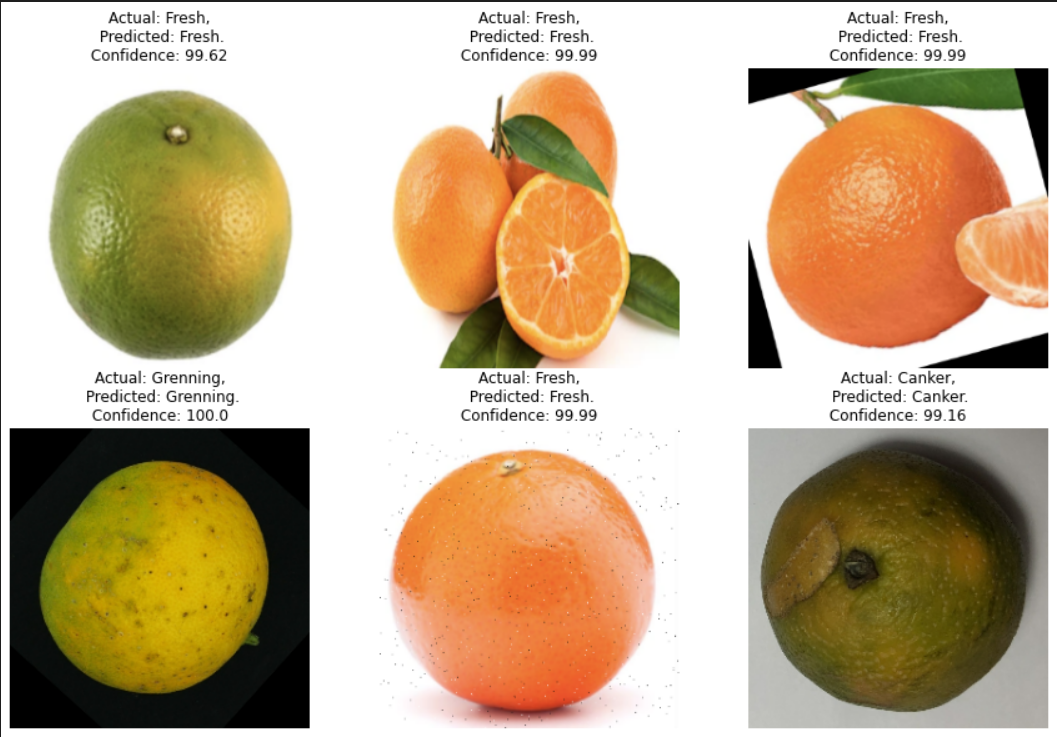 Actual: Fresh,
Predicted: Fresh.
Confidence: 99.62
Actual: Fresh,
Predicted: Fresh.
Confidence: 99.99
Actual: Fresh,
Predicted: Fresh.
Confidence: 99.99
Actual: Grenning,
Predicted: Grenning.
Confidence: 100.0
Actual: Fresh,
Predicted: Fresh.
Confidence: 99.99
Actual: Canker,
Predicted: Canker.
Confidence: 99.16